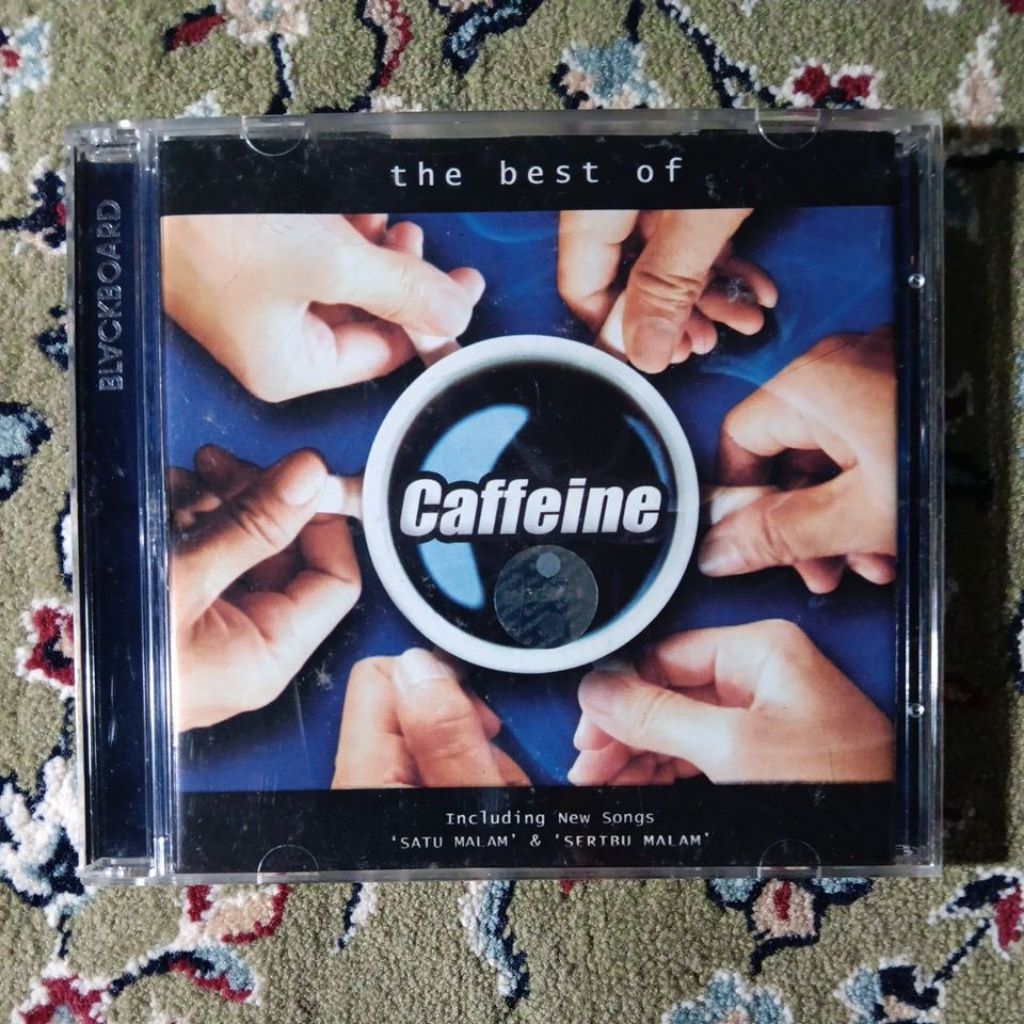 the best of
BLACKBOARD
Caffeine
Including New Songs
'SATU MALAM' & 'SERIBU MALAM'